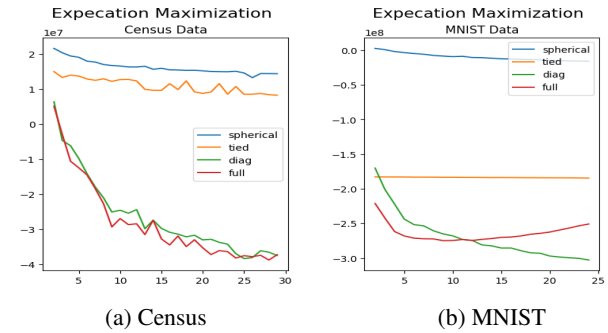 Expecation Maximization
Census Data
1e7
2
1
0
−1
−2
−3
−4
5
10
15
20
25
30
spherical
tied
diag
full
(a) Census
Expecation Maximization
MNIST Data
1e8
0.0
−0.5
−1.0
−1.5
−2.0
−2.5
−3.0
5
10
15
20
25
spherical
tied
diag
full
(b) MNIST